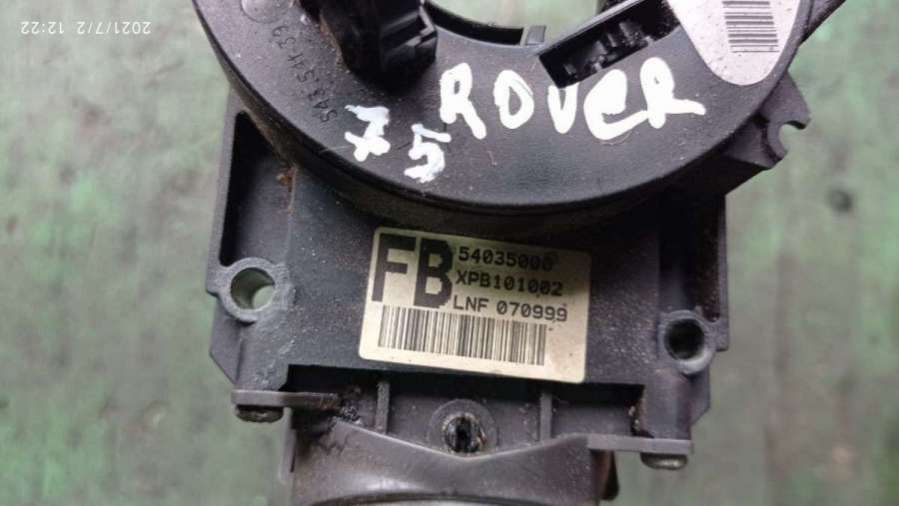 2021/7/2 12:22
ROVER
75
FB
54035000
XPB101002
LNF 070999